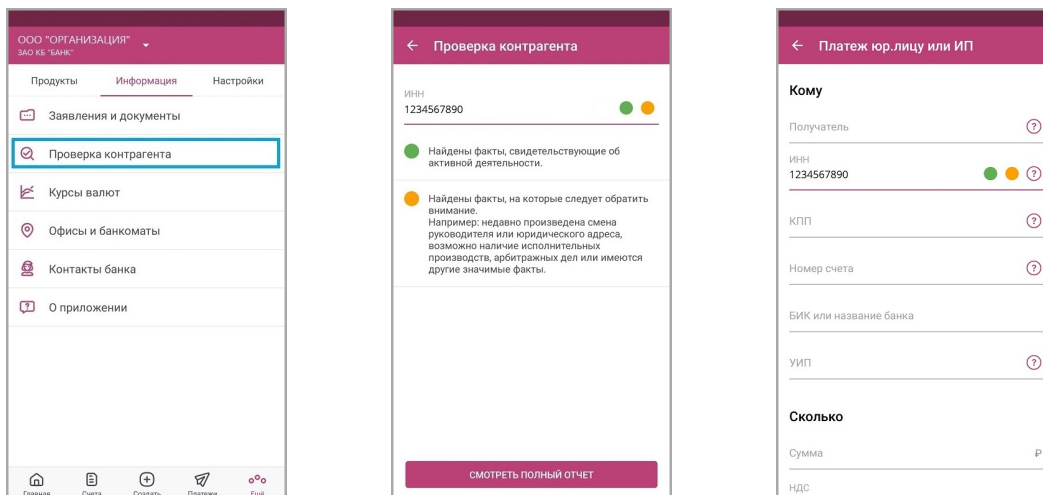 ООО "ОРГАНИЗАЦИЯ"
ЗАО КБ "БАНК"
Продукты Информация Настройки
Заявления и документы
Проверка контрагента
Курсы валют
Офисы и банкоматы
Контакты банка
О приложении
Главная Счета Создать Платежи Ещё
Проверка контрагента
ИНН
1234567890
Найдены факты, свидетельствующие об
активной деятельности.
Найдены факты, на которые следует обратить
внимание.
Например: недавно произведена смена
руководителя или юридического адреса,
возможно наличие исполнительных
производств, арбитражных дел или имеются
другие значимые факты.
СМОТРЕТЬ ПОЛНЫЙ ОТЧЕТ
Платеж юр.лицу или ИП
Кому
Получатель ?
ИНН
1234567890 ?
КПП ?
Номер счета ?
БИК или название банка
УИП ?
Сколько
Сумма ₽
НДС